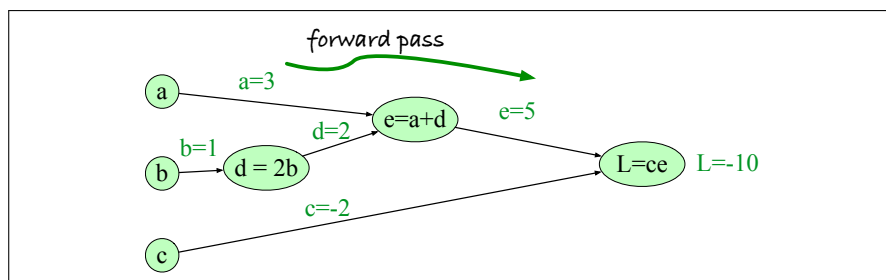 forward pass
a
a=3
e=a+d
e=5
b
b=1
d = 2b
d=2
L=ce
L=-10
c=-2
c